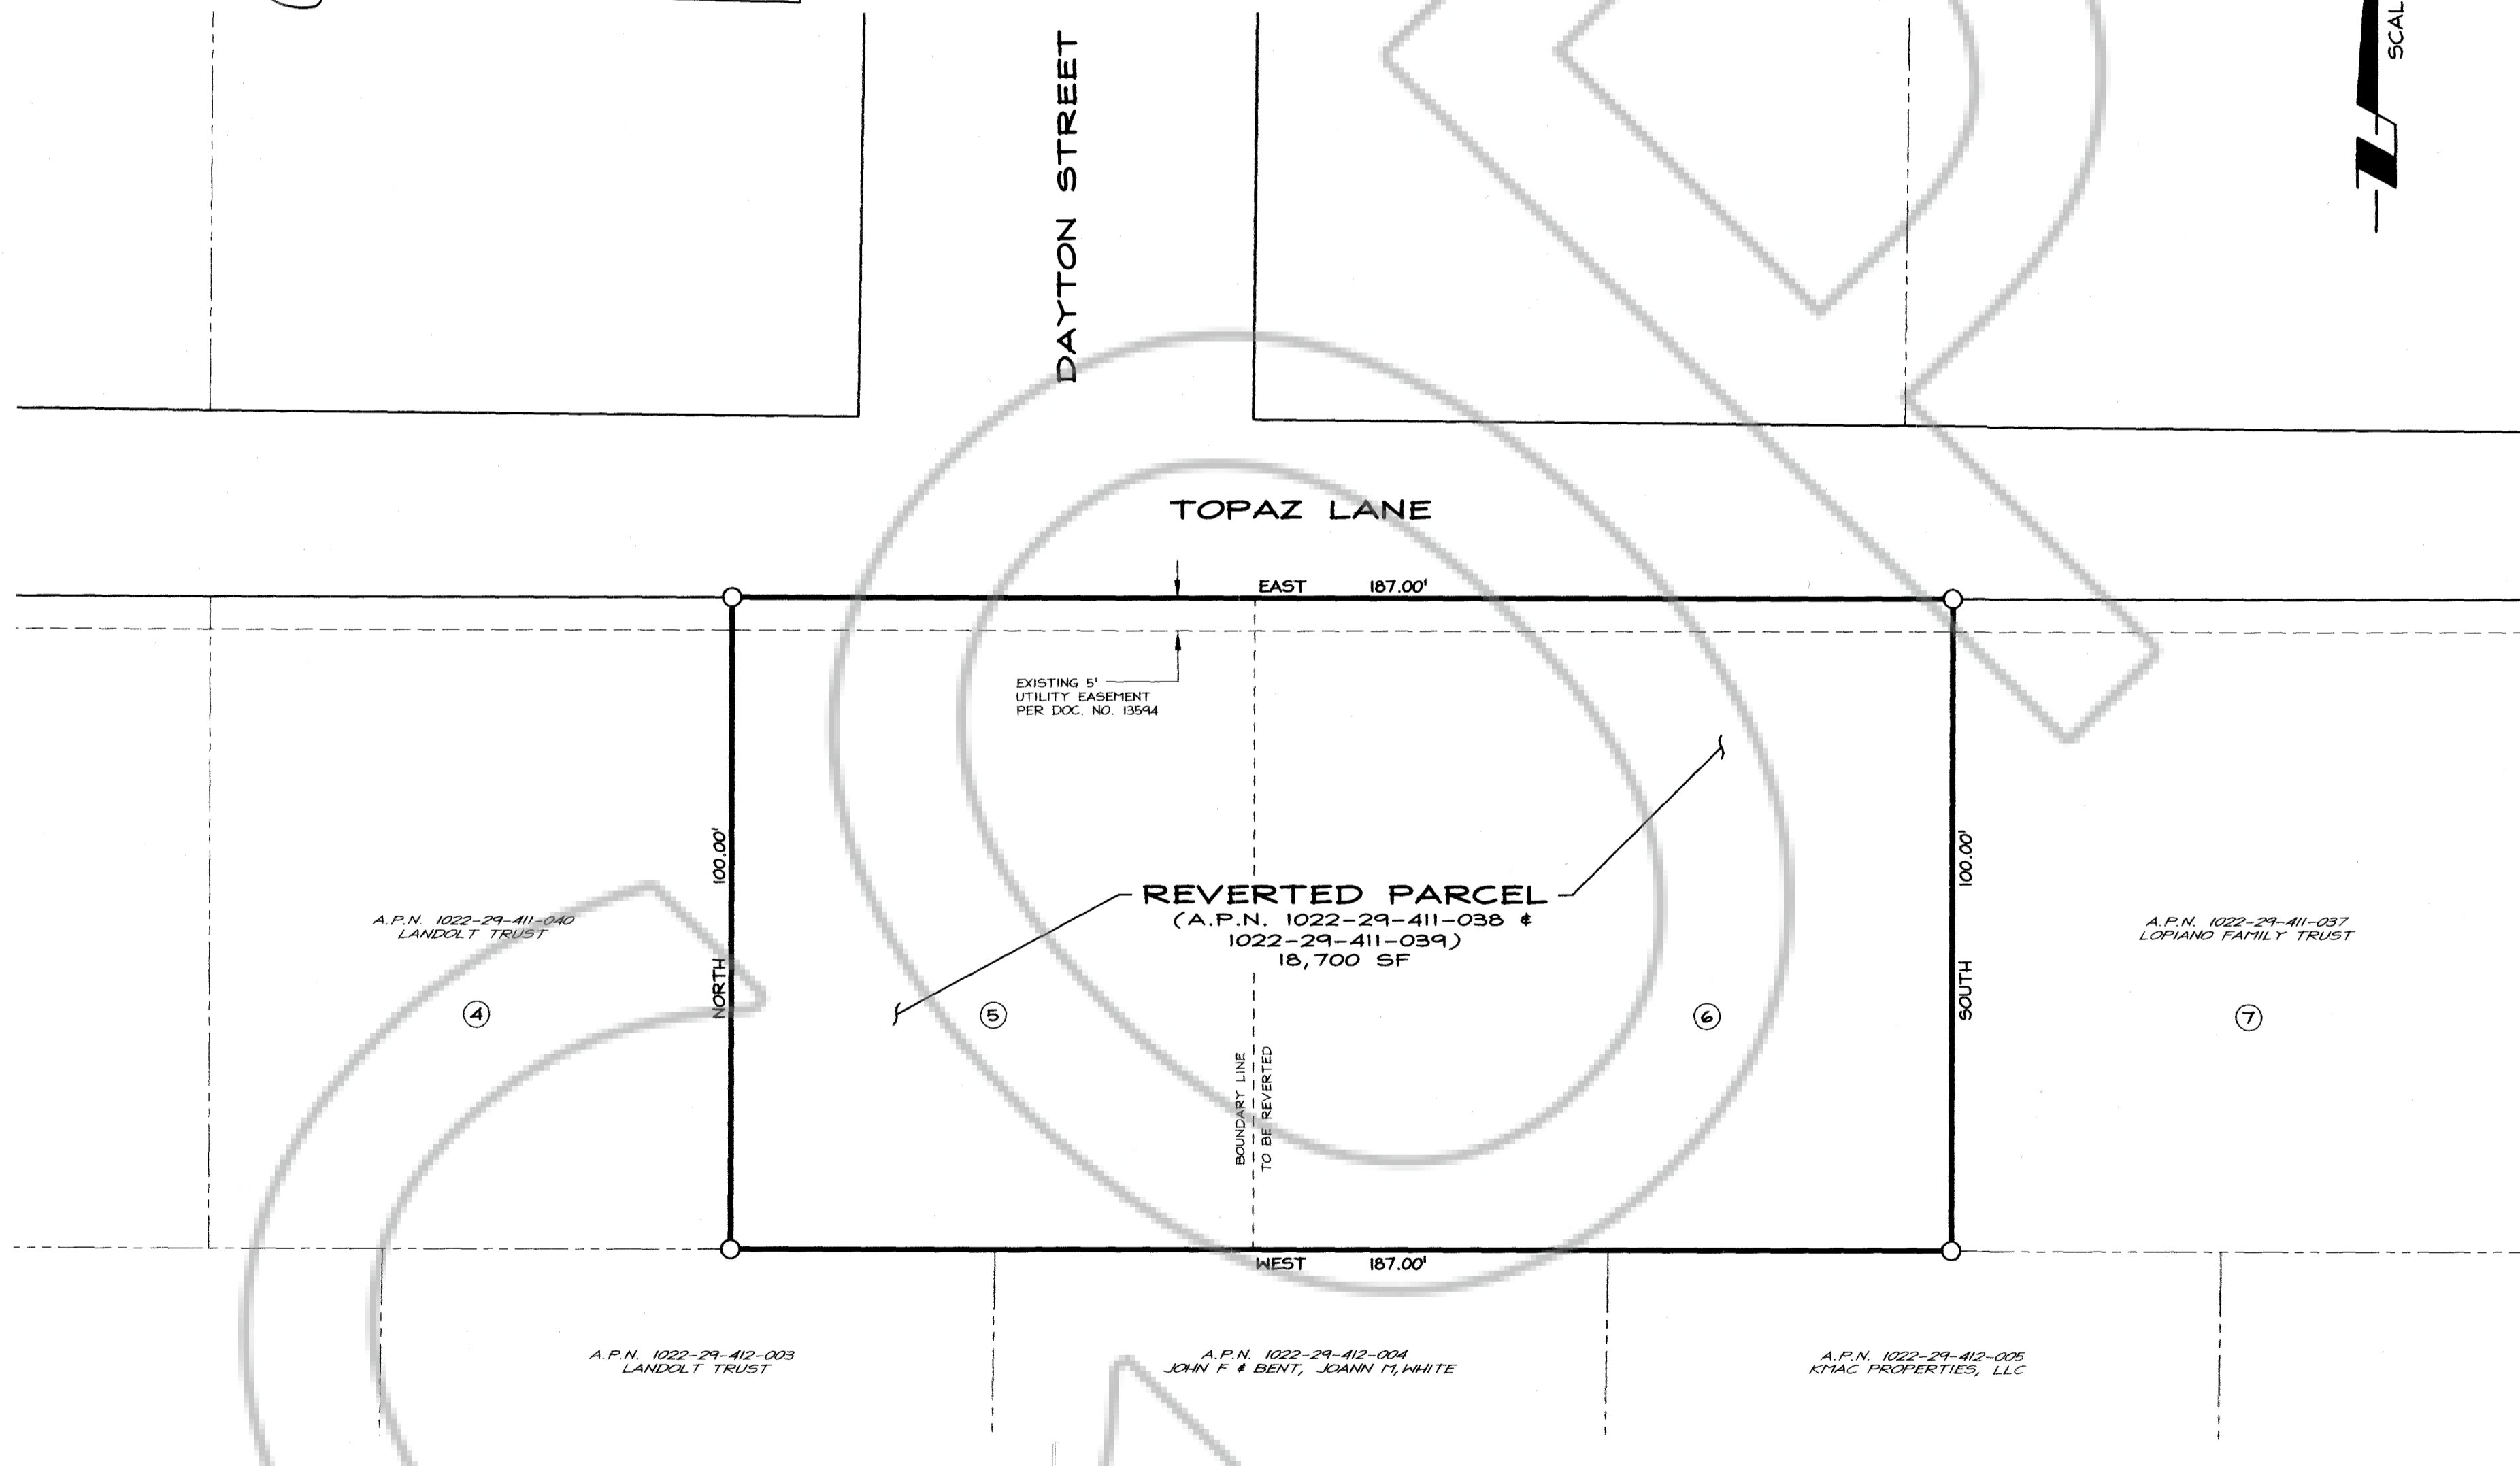 SCAL
DAYTON STREET
TOPAZ LANE
EAST 187.00'
EXISTING 5'
UTILITY EASEMENT
PER DOC. NO. 13594
NORTH 100.00'
SOUTH 100.00'
REVERTED PARCEL
(A.P.N. 1022-29-411-038 &
1022-29-411-039)
18,700 SF
A.P.N. 1022-29-411-040
LANDOLT TRUST
A.P.N. 1022-29-411-037
LOPIANO FAMILY TRUST
4
5
6
7
BOUNDARY LINE
TO BE REVERTED
WEST 187.00'
A.P.N. 1022-29-412-003
LANDOLT TRUST
A.P.N. 1022-29-412-004
JOHN F & BENT, JOANN M, WHITE
A.P.N. 1022-29-412-005
KMAC PROPERTIES, LLC